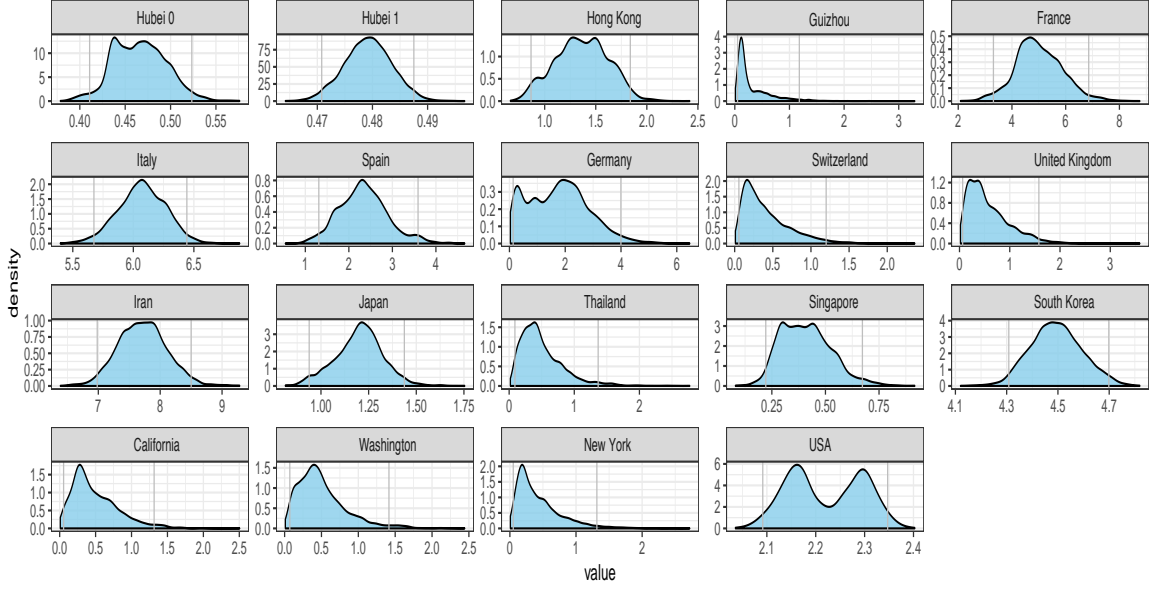 Hubei 0 Hubei 1 Hong Kong Guizhou France
10 5 0
75 50 25 0
1.0 0.5 0.0
4 3 2 1 0
0.5 0.4 0.3 0.2 0.1 0.0
0.40 0.45 0.50 0.55 0.47 0.48 0.49 1.0 1.5 2.0 2.5 0 1 2 3 2 4 6 8
Italy Spain Germany Switzerland United Kingdom
2.0 1.5 1.0 0.5 0.0
0.8 0.6 0.4 0.2 0.0
0.3 0.2 0.1 0.0
2.0 1.5 1.0 0.5 0.0
1.2 0.8 0.4 0.0
5.5 6.0 6.5 1 2 3 4 0 2 4 6 0.0 0.5 1.0 1.5 2.0 0 1 2 3
density
Iran Japan Thailand Singapore South Korea
1.00 0.75 0.50 0.25 0.00
3 2 1 0
1.5 1.0 0.5 0.0
3 2 1 0
4 3 2 1 0
7 8 9 1.00 1.25 1.50 1.75 0 1 2 0.25 0.50 0.75 4.1 4.3 4.5 4.7
California Washington New York USA
1.5 1.0 0.5 0.0
1.5 1.0 0.5 0.0
2.0 1.5 1.0 0.5 0.0
6 4 2 0
0.0 0.5 1.0 1.5 2.0 2.5 0.0 0.5 1.0 1.5 2.0 2.5 0 1 2 2.1 2.2 2.3 2.4
value